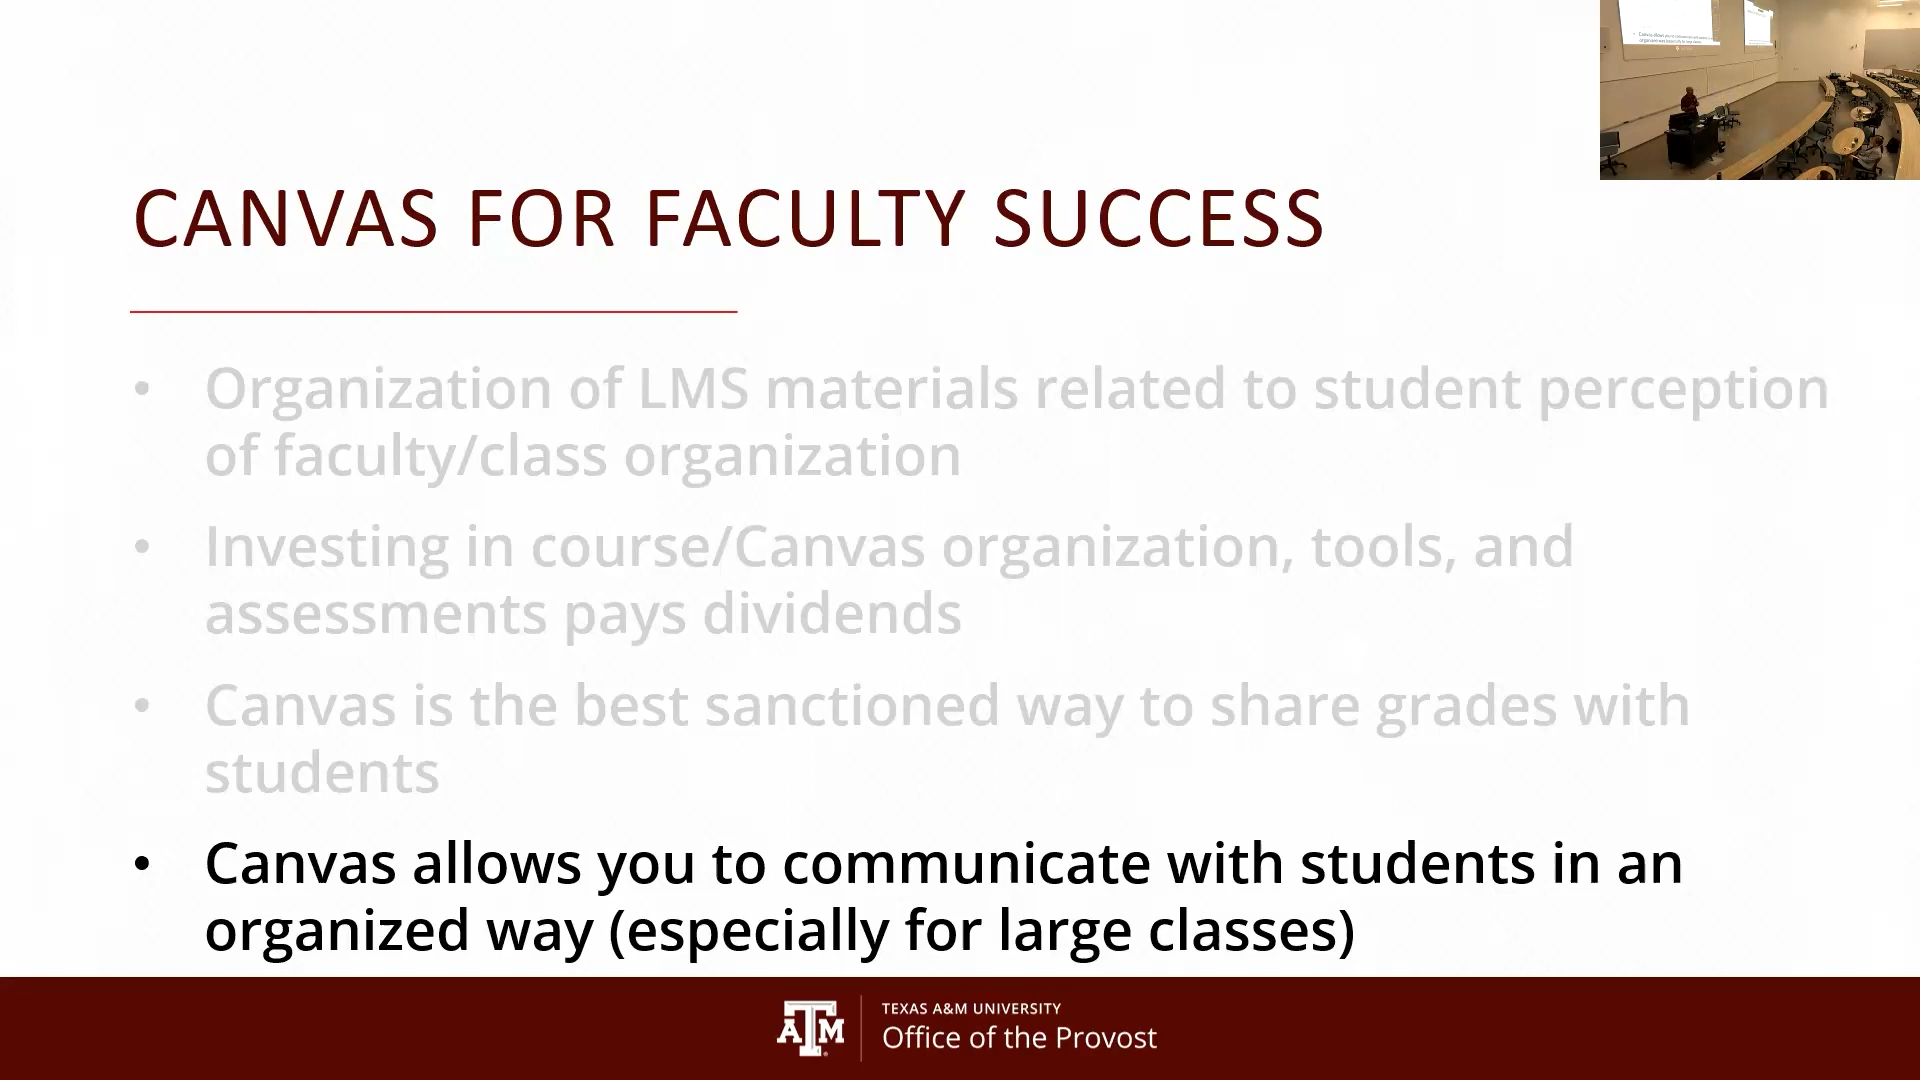 CANVAS FOR FACULTY SUCCESS
• Organization of LMS materials related to student perception
of faculty/class organization
• Investing in course/Canvas organization, tools, and
assessments pays dividends
• Canvas is the best sanctioned way to share grades with
students
• Canvas allows you to communicate with students in an
organized way (especially for large classes)
ATM
TEXAS A&M UNIVERSITY
Office of the Provost